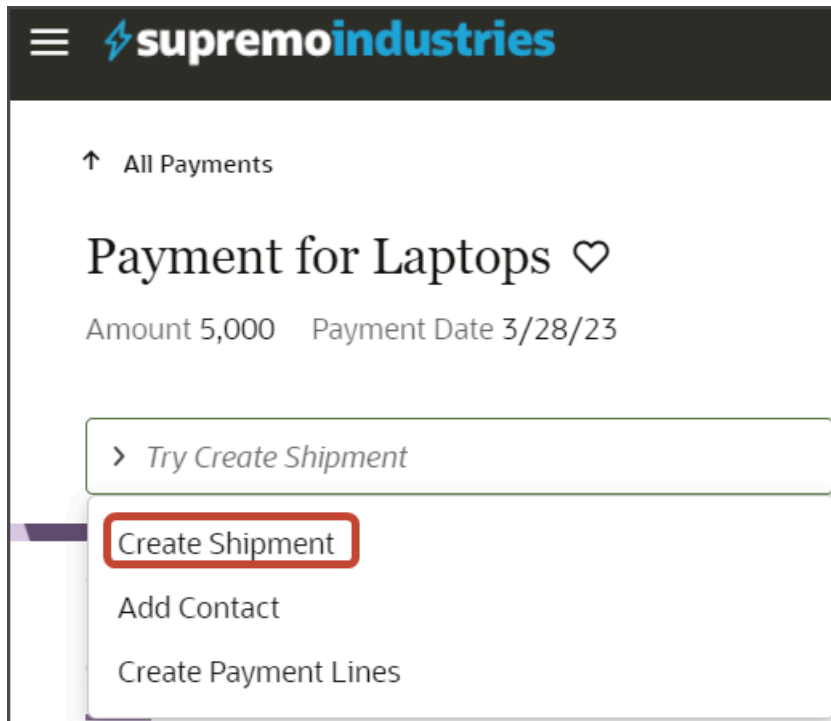 supremoindustries
All Payments
Payment for Laptops
Amount 5,000 Payment Date 3/28/23
Try Create Shipment
Create Shipment
Add Contact
Create Payment Lines